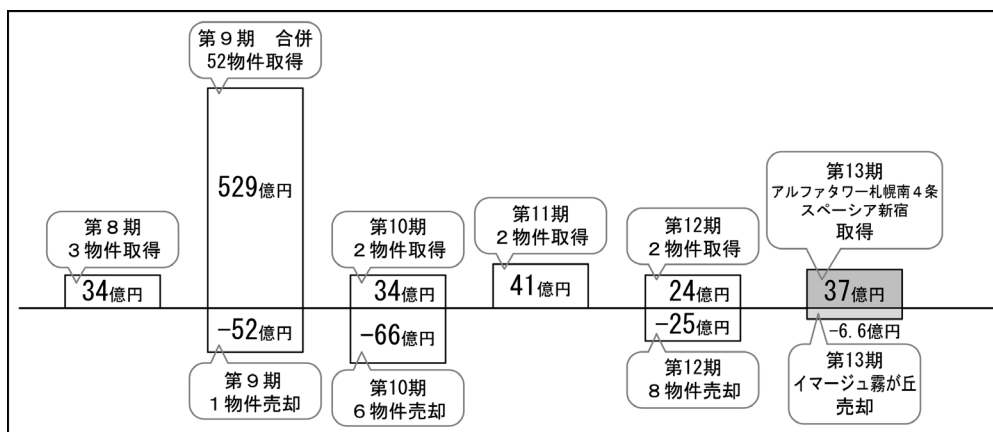 第８期
３物件取得
34億円
第９期　合併
52物件取得
529億円
-52億円
第９期
１物件売却
第10期
２物件取得
34億円
-66億円
第10期
６物件売却
第11期
２物件取得
41億円
第12期
２物件取得
24億円
-25億円
第12期
８物件売却
第13期
アルファタワー札幌南４条
スペーシア新宿
取得
37億円
-6.6億円
第13期
イマージュ霧が丘
売却